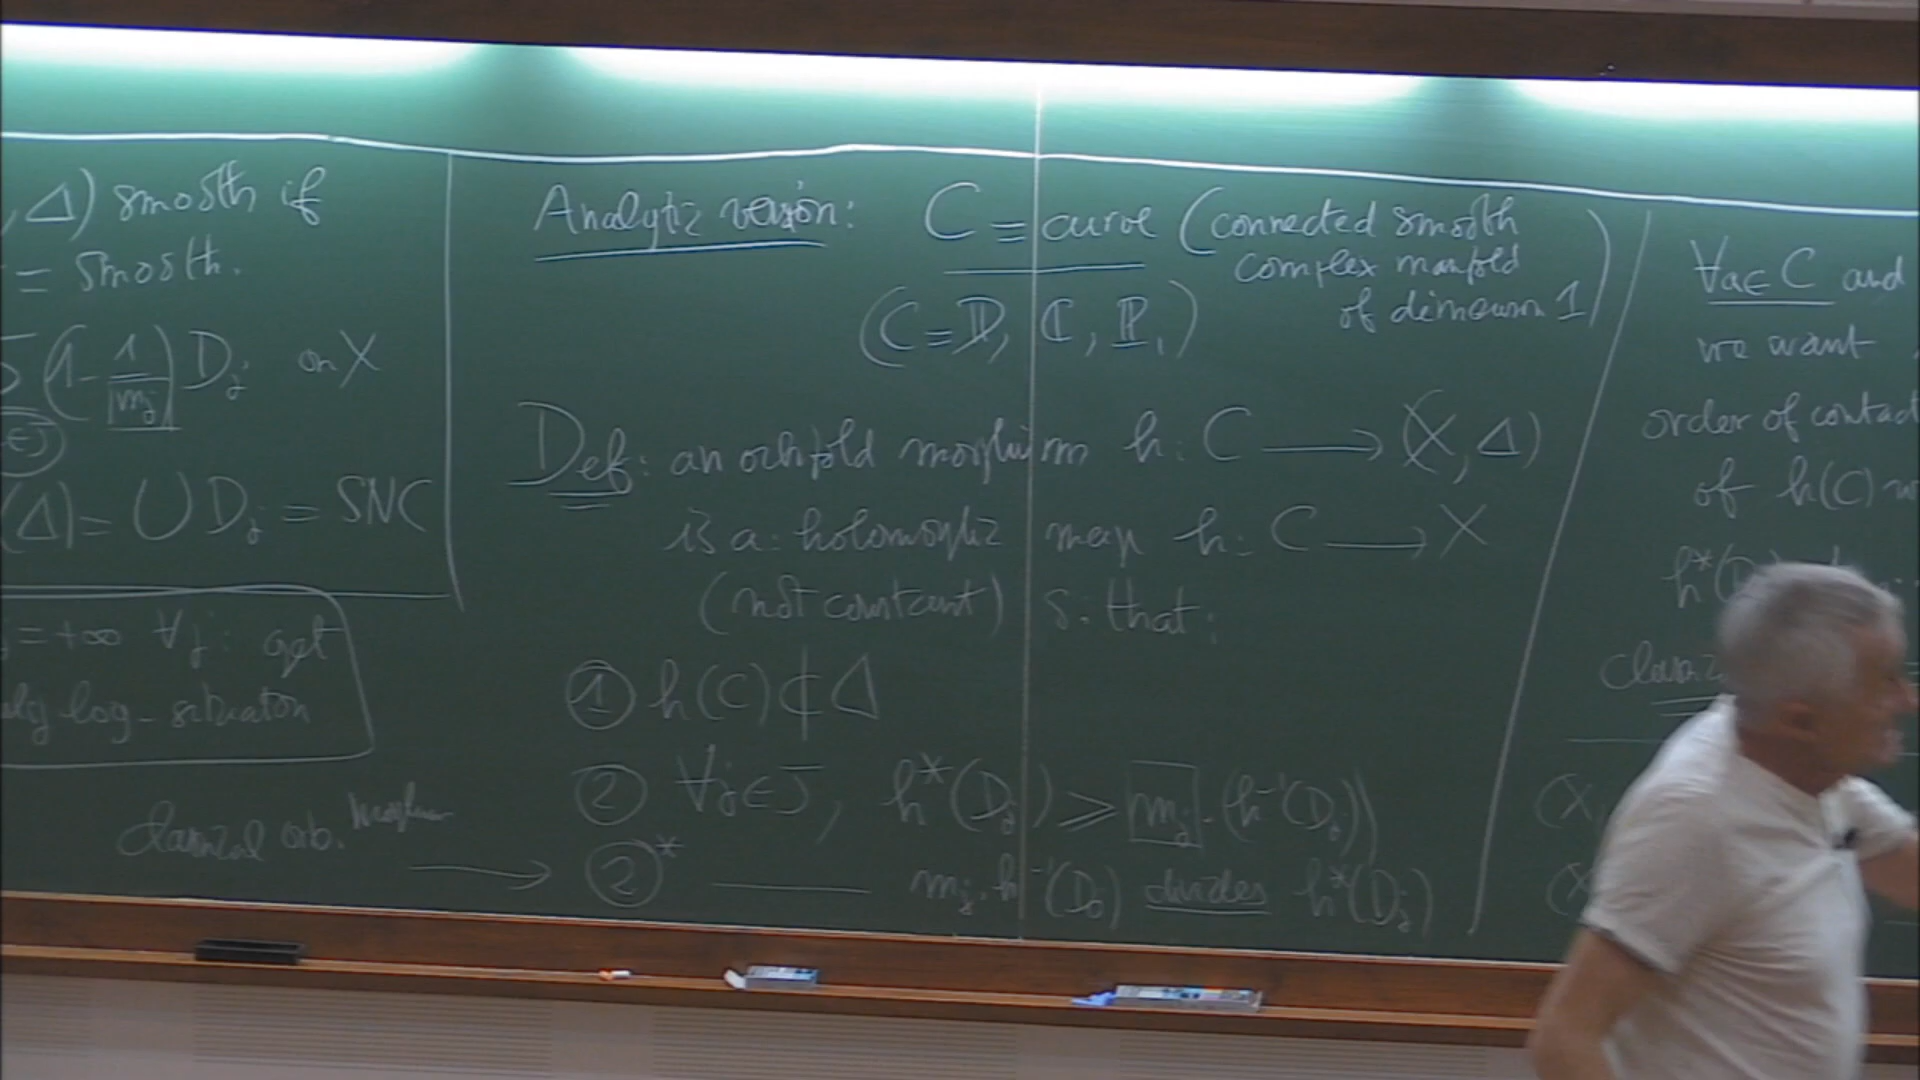 , Δ) smooth if
= smooth.
(1 - 1/m_j) D_j on X
∈J
(Δ) = ∪ D_j = SNC
= +∞ ∀j : get
log-situation
classical orb. morphism
Analytic version: C = curve (connected smooth
complex manifold
of dimension 1)
(C = 𝔻, ℂ, ℙ₁)
Def: an orbifold morphism h: C ⟶ (X, Δ)
is a: holomorphic map h: C ⟶ X
(not constant) s. that:
① h(C) ⊄ Δ
② ∀j∈J, h*(D_j) ≥ m_j · (h⁻¹(D_j))
⟶ ②* —— m_j · h⁻¹(D_j) divides h*(D_j)
∀a∈ C and
we want
order of contact
of h(C)
h*(D
(X
(X